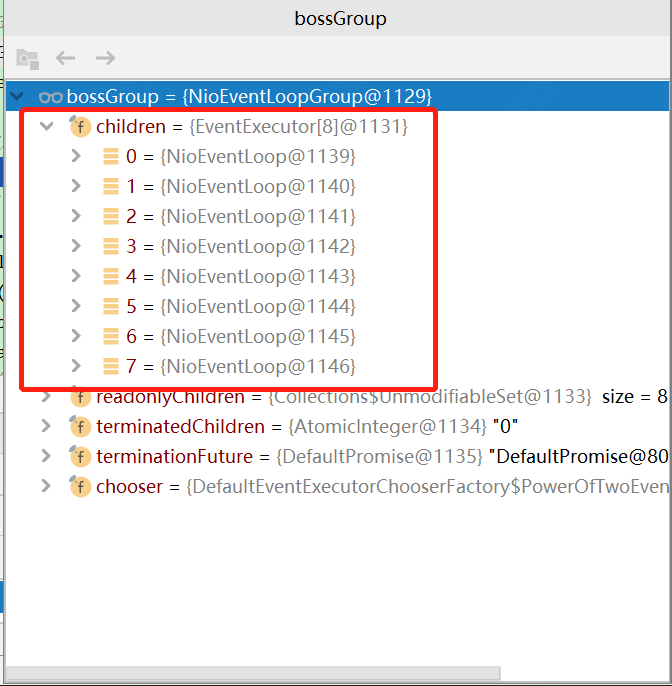 bossGroup
bossGroup = {NioEventLoopGroup@1129}
children = {EventExecutor[8]@1131}
0 = {NioEventLoop@1139}
1 = {NioEventLoop@1140}
2 = {NioEventLoop@1141}
3 = {NioEventLoop@1142}
4 = {NioEventLoop@1143}
5 = {NioEventLoop@1144}
6 = {NioEventLoop@1145}
7 = {NioEventLoop@1146}
readonlyChildren = {Collections$UnmodifiableSet@1133} size = 8
terminatedChildren = {AtomicInteger@1134} "0"
terminationFuture = {DefaultPromise@1135} "DefaultPromise@80
chooser = {DefaultEventExecutorChooserFactory$PowerOfTwoEven